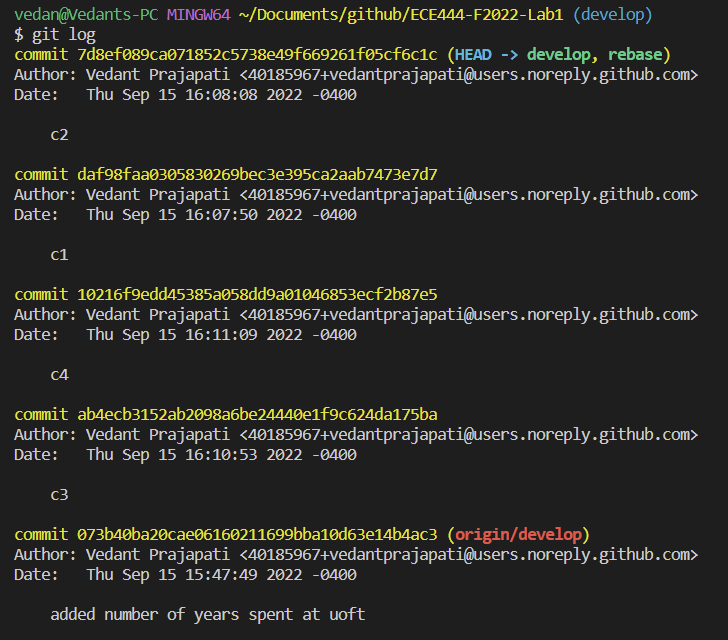 vedan@Vedants-PC MINGW64 ~/Documents/github/ECE444-F2022-Lab1 (develop)
$ git log
commit 7d8ef089ca071852c5738e49f669261f05cf6c1c (HEAD -> develop, rebase)
Author: Vedant Prajapati <40185967+vedantprajapati@users.noreply.github.com>
Date:   Thu Sep 15 16:08:08 2022 -0400
c2
commit daf98faa0305830269bec3e395ca2aab7473e7d7
Author: Vedant Prajapati <40185967+vedantprajapati@users.noreply.github.com>
Date:   Thu Sep 15 16:07:50 2022 -0400
c1
commit 10216f9edd45385a058dd9a01046853ecf2b87e5
Author: Vedant Prajapati <40185967+vedantprajapati@users.noreply.github.com>
Date:   Thu Sep 15 16:11:09 2022 -0400
c4
commit ab4ecb3152ab2098a6be24440e1f9c624da175ba
Author: Vedant Prajapati <40185967+vedantprajapati@users.noreply.github.com>
Date:   Thu Sep 15 16:10:53 2022 -0400
c3
commit 073b40ba20cae06160211699bba10d63e14b4ac3 (origin/develop)
Author: Vedant Prajapati <40185967+vedantprajapati@users.noreply.github.com>
Date:   Thu Sep 15 15:47:49 2022 -0400
added number of years spent at uoft